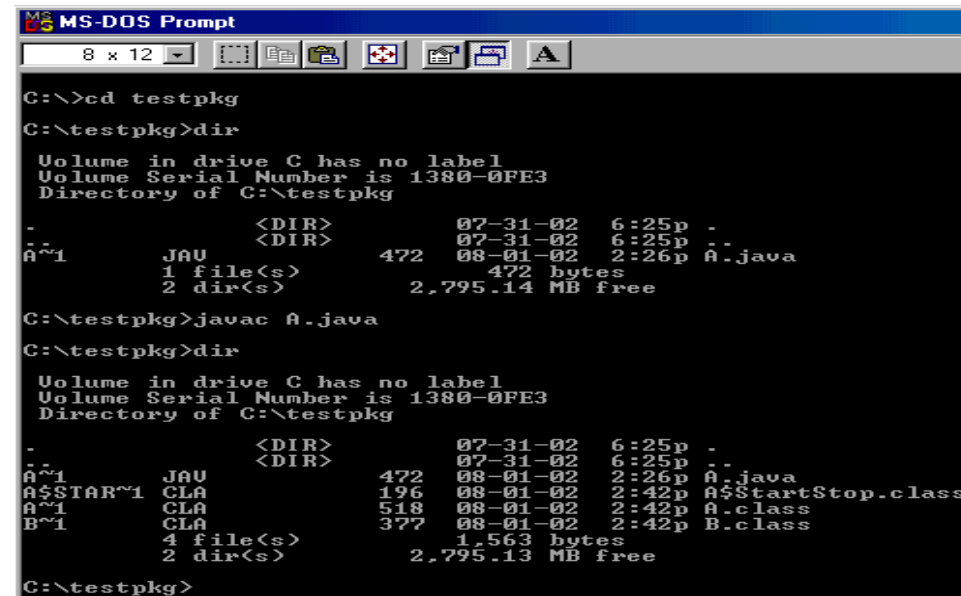 MS-DOS Prompt
8 x 12 A
C:\>cd testpkg
C:\testpkg>dir
Volume in drive C has no label
Volume Serial Number is 1380-0FE3
Directory of C:\testpkg
. <DIR> 07-31-02 6:25p .
.. <DIR> 07-31-02 6:25p ..
A~1 JAV 472 08-01-02 2:26p A.java
1 file(s) 472 bytes
2 dir(s) 2,795.14 MB free
C:\testpkg>javac A.java
C:\testpkg>dir
Volume in drive C has no label
Volume Serial Number is 1380-0FE3
Directory of C:\testpkg
. <DIR> 07-31-02 6:25p .
.. <DIR> 07-31-02 6:25p ..
A~1 JAV 472 08-01-02 2:26p A.java
A$STAR~1 CLA 196 08-01-02 2:42p A$StartStop.class
A~1 CLA 518 08-01-02 2:42p A.class
B~1 CLA 377 08-01-02 2:42p B.class
4 file(s) 1,563 bytes
2 dir(s) 2,795.13 MB free
C:\testpkg>